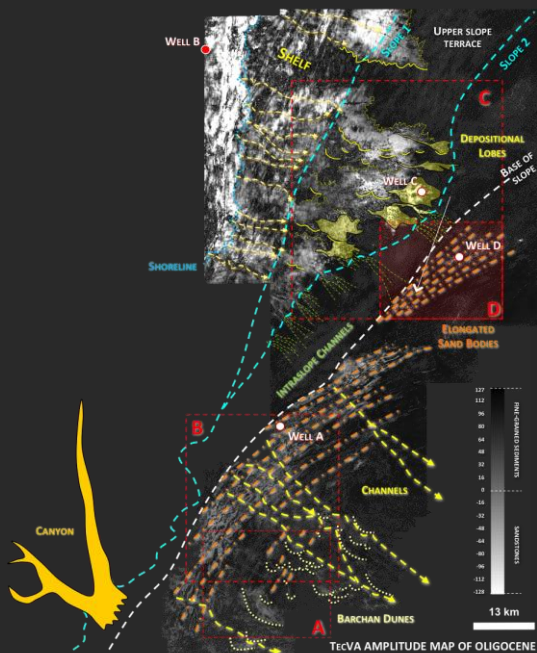 UPPER SLOPE
TERRACE
WELL B
SHELF
SLOPE 1
SLOPE 2
C
DEPOSITIONAL
LOBES
BASE OF
SLOPE
WELL C
WELL D
SHORELINE
D
ELONGATED
SAND BODIES
INTRASLOPE CHANNELS
B
WELL A
CHANNELS
CANYON
BARCHAN DUNES
A
127
112
96
80
64
48
32
16
0
-16
-32
-48
-64
-80
-96
-112
-128
FINE-GRAINED SEDIMENTS
SANDSTONES
13 km
TECVA AMPLITUDE MAP OF OLIGOCENE